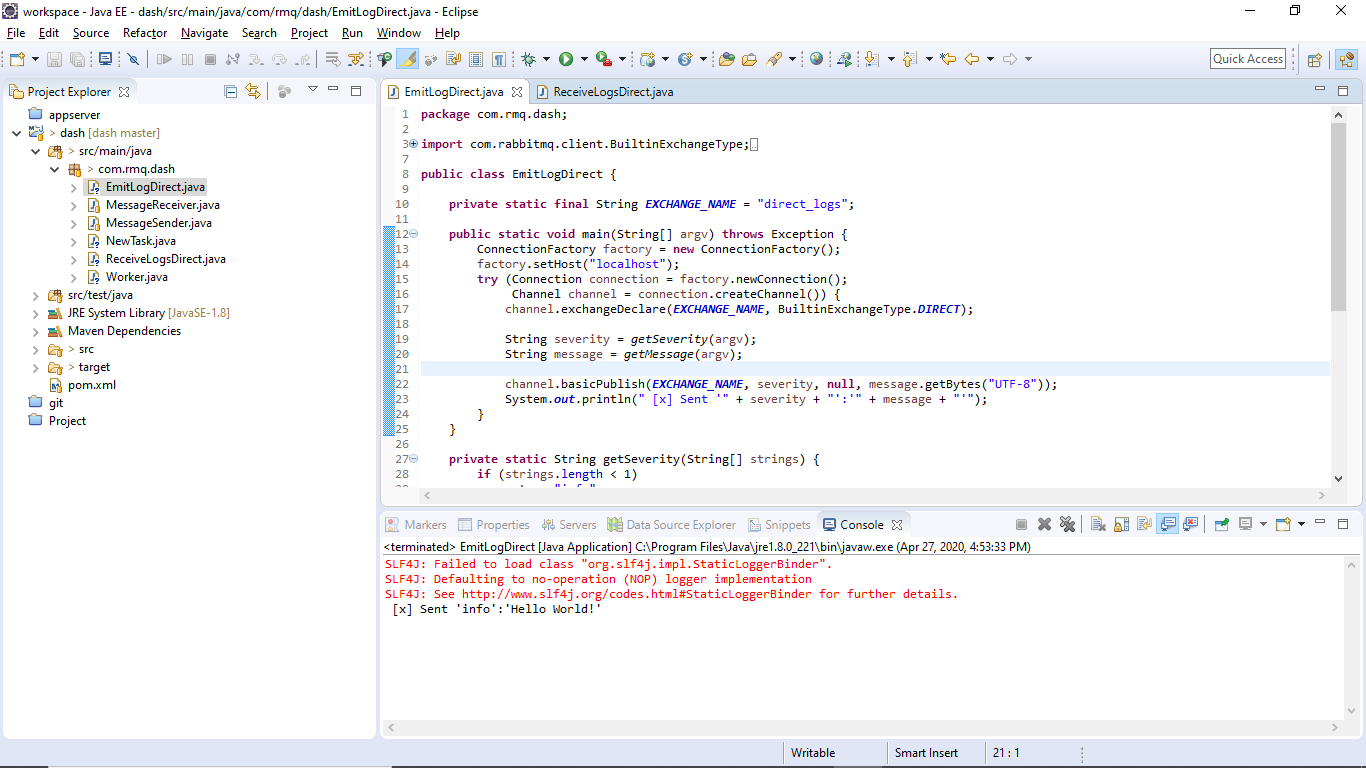 workspace - Java EE - dash/src/main/java/com/rmq/dash/EmitLogDirect.java - Eclipse
File Edit Source Refactor Navigate Search Project Run Window Help
Quick Access
Project Explorer
appserver
> dash [dash master]
> src/main/java
> com.rmq.dash
EmitLogDirect.java
MessageReceiver.java
MessageSender.java
NewTask.java
ReceiveLogsDirect.java
Worker.java
src/test/java
JRE System Library [JavaSE-1.8]
Maven Dependencies
> src
> target
pom.xml
git
Project
EmitLogDirect.java ReceiveLogsDirect.java
1 package com.rmq.dash;
2
3 import com.rabbitmq.client.BuiltinExchangeType;
7
8 public class EmitLogDirect {
9
10 private static final String EXCHANGE_NAME = "direct_logs";
11
12 public static void main(String[] argv) throws Exception {
13 ConnectionFactory factory = new ConnectionFactory();
14 factory.setHost("localhost");
15 try (Connection connection = factory.newConnection();
16 Channel channel = connection.createChannel()) {
17 channel.exchangeDeclare(EXCHANGE_NAME, BuiltinExchangeType.DIRECT);
18
19 String severity = getSeverity(argv);
20 String message = getMessage(argv);
21
22 channel.basicPublish(EXCHANGE_NAME, severity, null, message.getBytes("UTF-8"));
23 System.out.println(" [x] Sent '" + severity + "':'" + message + "'");
24 }
25 }
26
27 private static String getSeverity(String[] strings) {
28 if (strings.length < 1)
Markers Properties Servers Data Source Explorer Snippets Console
<terminated> EmitLogDirect [Java Application] C:\Program Files\Java\jre1.8.0_221\bin\javaw.exe (Apr 27, 2020, 4:53:33 PM)
SLF4J: Failed to load class "org.slf4j.impl.StaticLoggerBinder".
SLF4J: Defaulting to no-operation (NOP) logger implementation
SLF4J: See http://www.slf4j.org/codes.html#StaticLoggerBinder for further details.
[x] Sent 'info':'Hello World!'
Writable Smart Insert 21 : 1